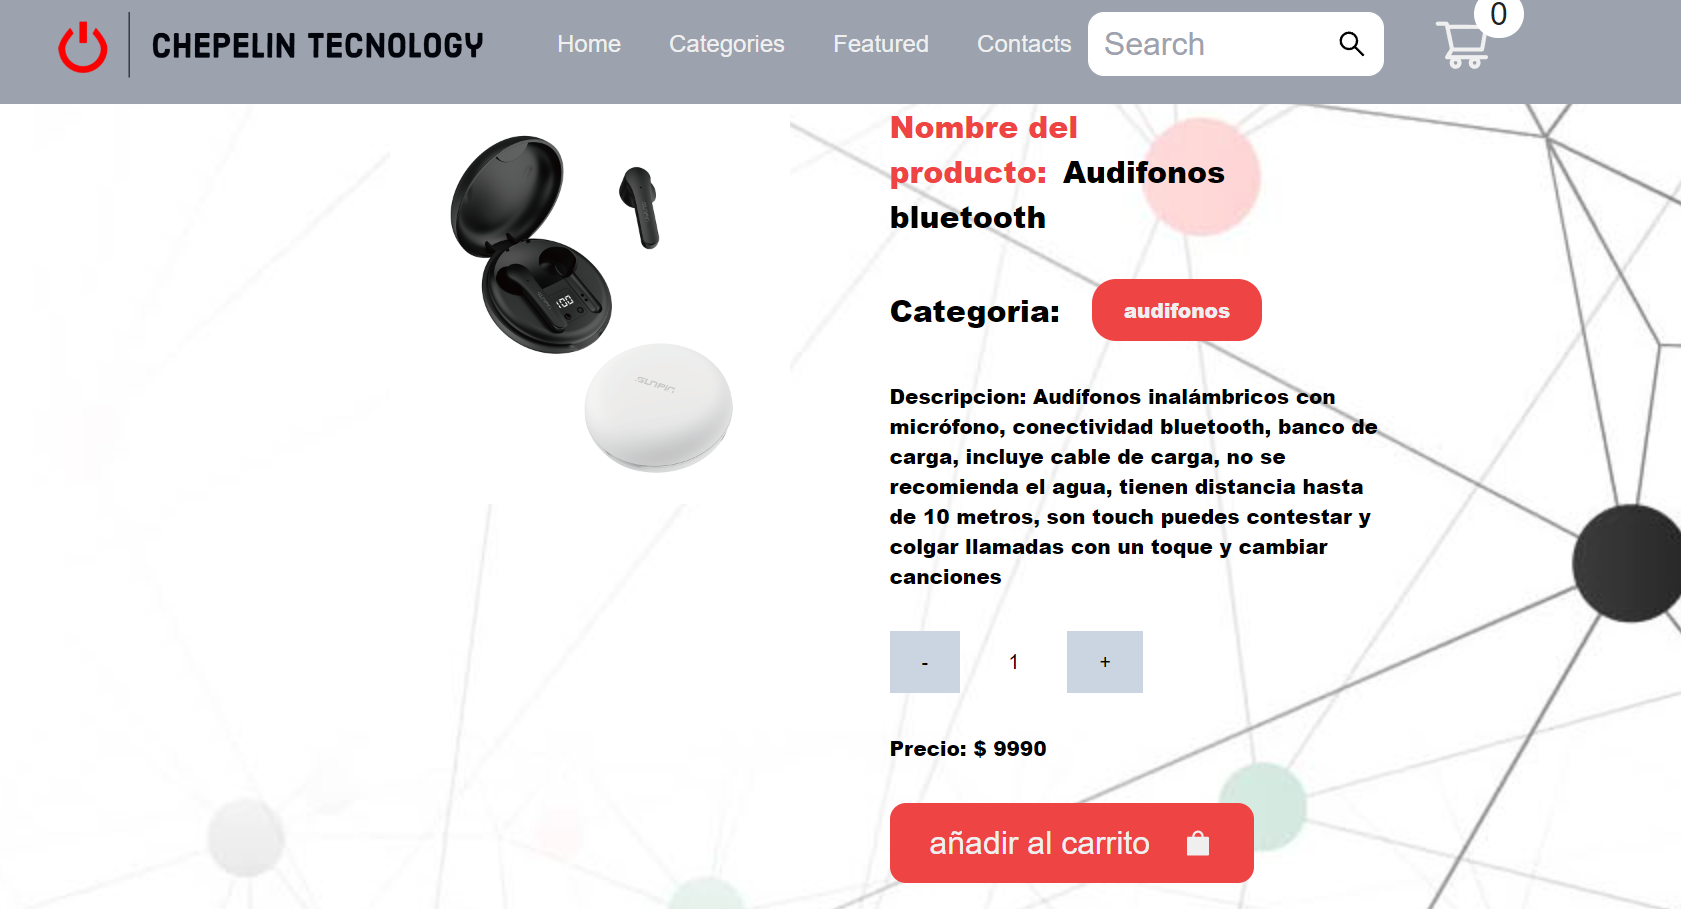 CHEPELIN TECNOLOGY
Home
Categories
Featured
Contacts
Search
0
Nombre del
producto: Audifonos
bluetooth
100
SUNPIN
Categoria:
audifonos
Descripcion: Audífonos inalámbricos con
micrófono, conectividad bluetooth, banco de
carga, incluye cable de carga, no se
recomienda el agua, tienen distancia hasta
de 10 metros, son touch puedes contestar y
colgar llamadas con un toque y cambiar
canciones
-
1
+
Precio: $ 9990
añadir al carrito